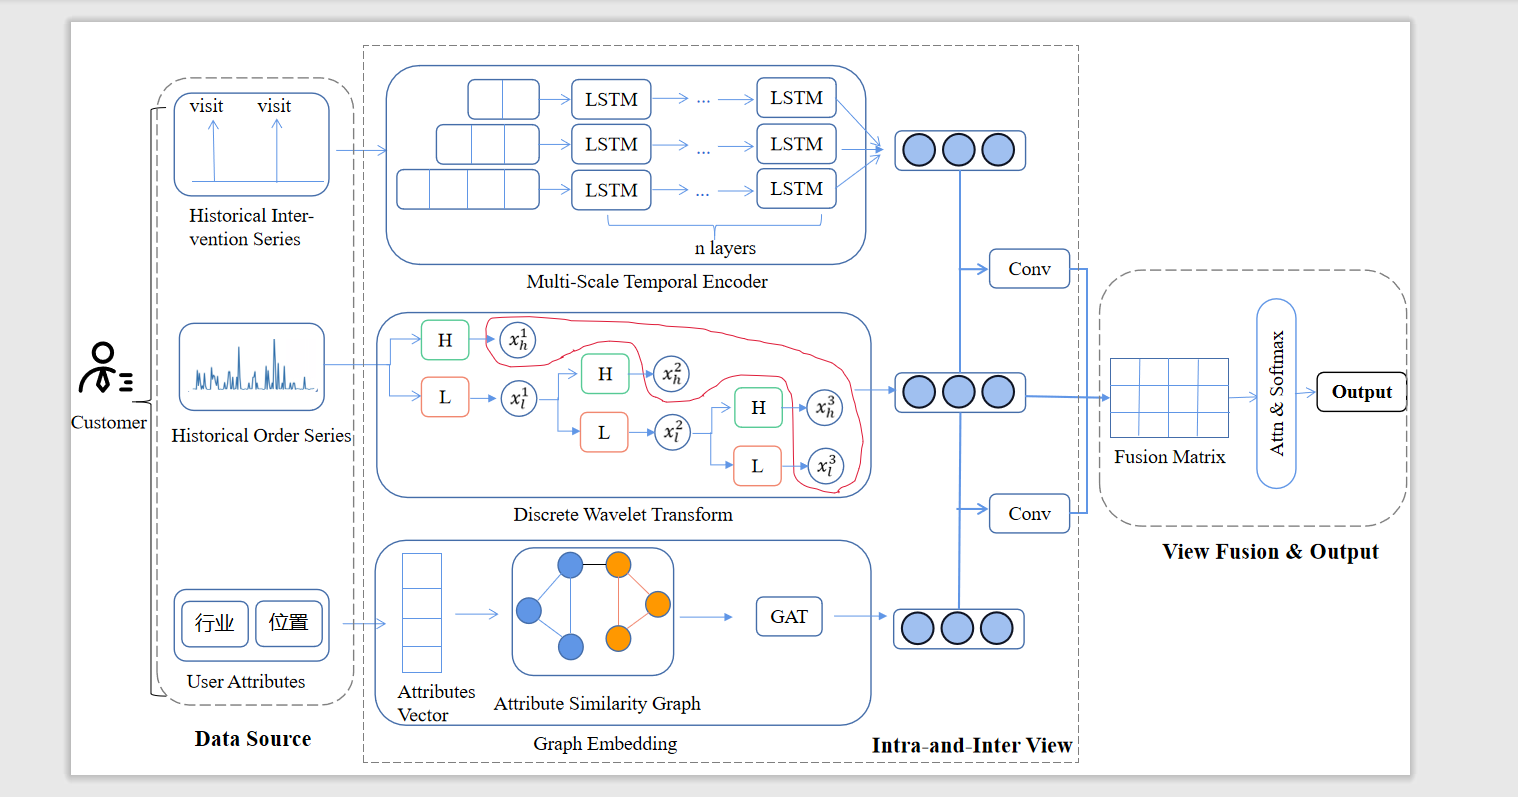 visit visit
Historical Inter-
vention Series
Customer
Historical Order Series
行业 位置
User Attributes
Data Source
LSTM ... LSTM
LSTM ... LSTM
LSTM ... LSTM
n layers
Multi-Scale Temporal Encoder
H x_h^1
L x_l^1
H x_h^2
L x_l^2
H x_h^3
L x_l^3
Discrete Wavelet Transform
Attributes
Vector
Attribute Similarity Graph
GAT
Graph Embedding
Conv
Conv
Intra-and-Inter View
Fusion Matrix
Attn & Softmax
Output
View Fusion & Output